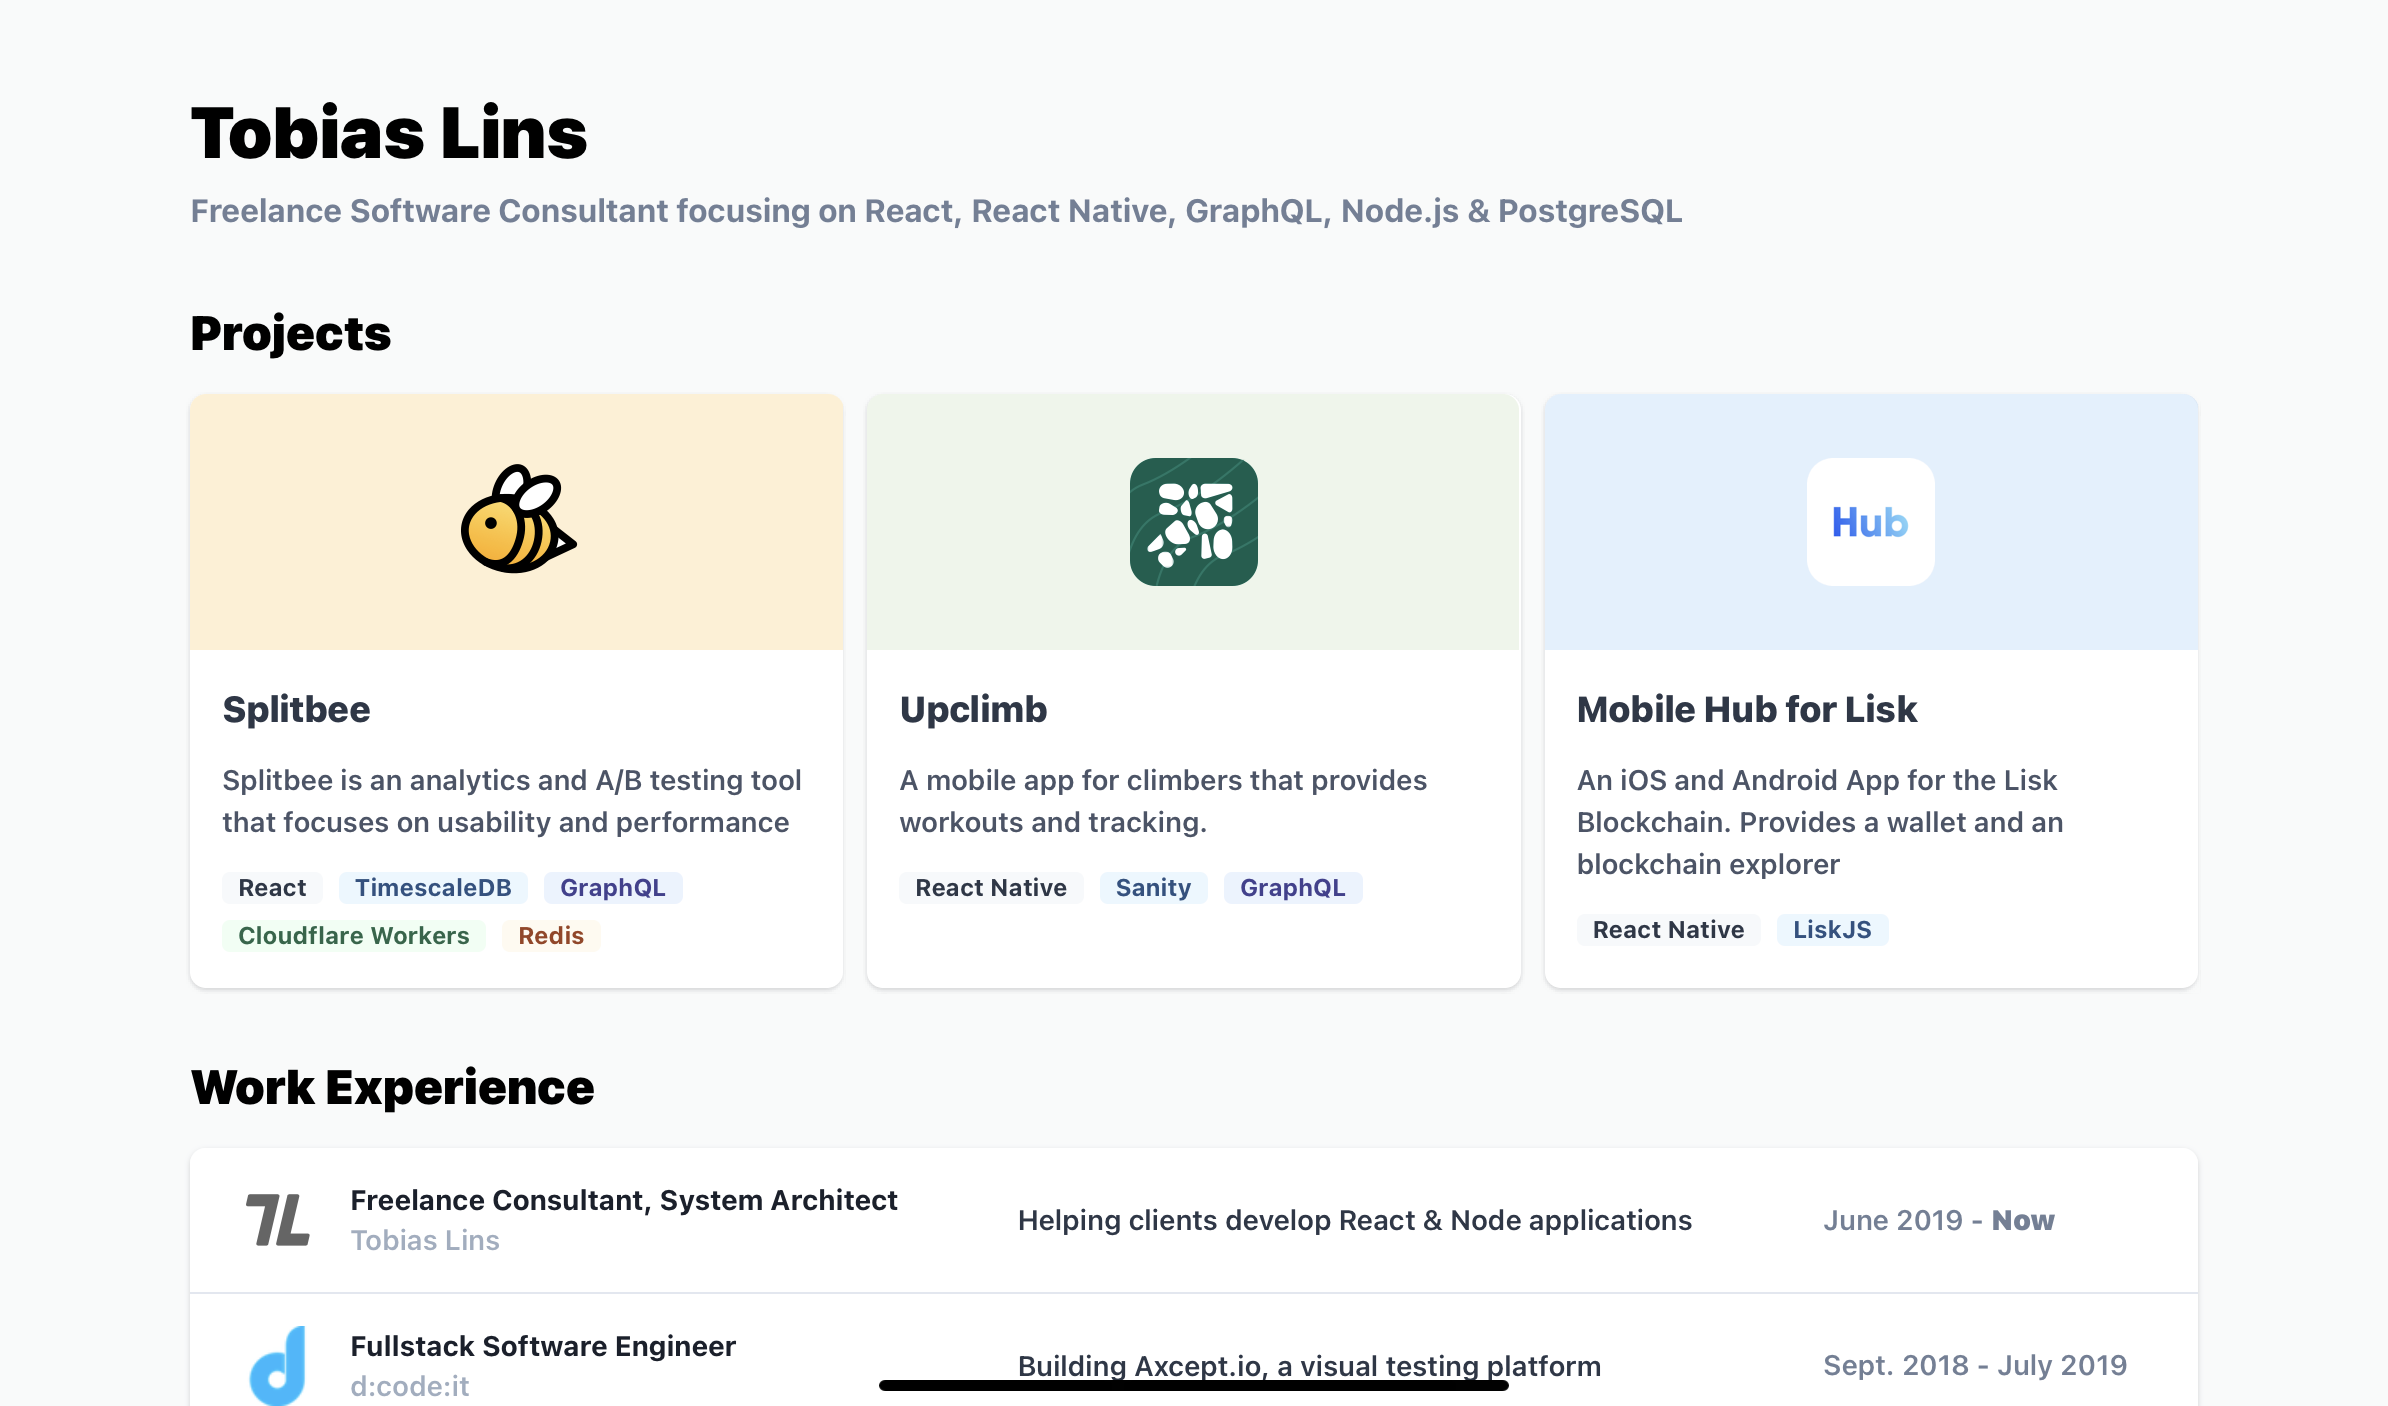 Tobias Lins
Freelance Software Consultant focusing on React, React Native, GraphQL, Node.js & PostgreSQL
Projects
Splitbee
Splitbee is an analytics and A/B testing tool
that focuses on usability and performance
React TimescaleDB GraphQL
Cloudflare Workers Redis
Upclimb
A mobile app for climbers that provides
workouts and tracking.
React Native Sanity GraphQL
Hub
Mobile Hub for Lisk
An iOS and Android App for the Lisk
Blockchain. Provides a wallet and an
blockchain explorer
React Native LiskJS
Work Experience
TL
Freelance Consultant, System Architect
Tobias Lins
Helping clients develop React & Node applications
June 2019 - Now
d
Fullstack Software Engineer
d:code:it
Building Axcept.io, a visual testing platform
Sept. 2018 - July 2019